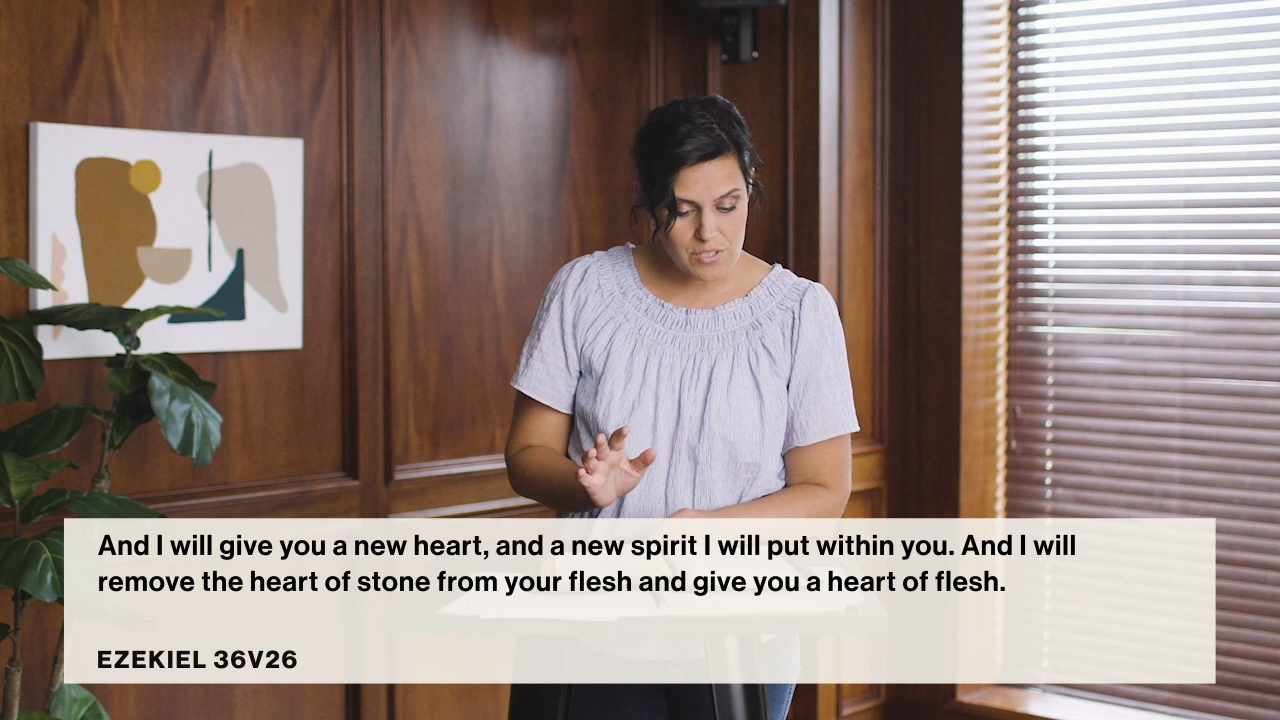 And I will give you a new heart, and a new spirit I will put within you. And I will
remove the heart of stone from your flesh and give you a heart of flesh.
EZEKIEL 36V26